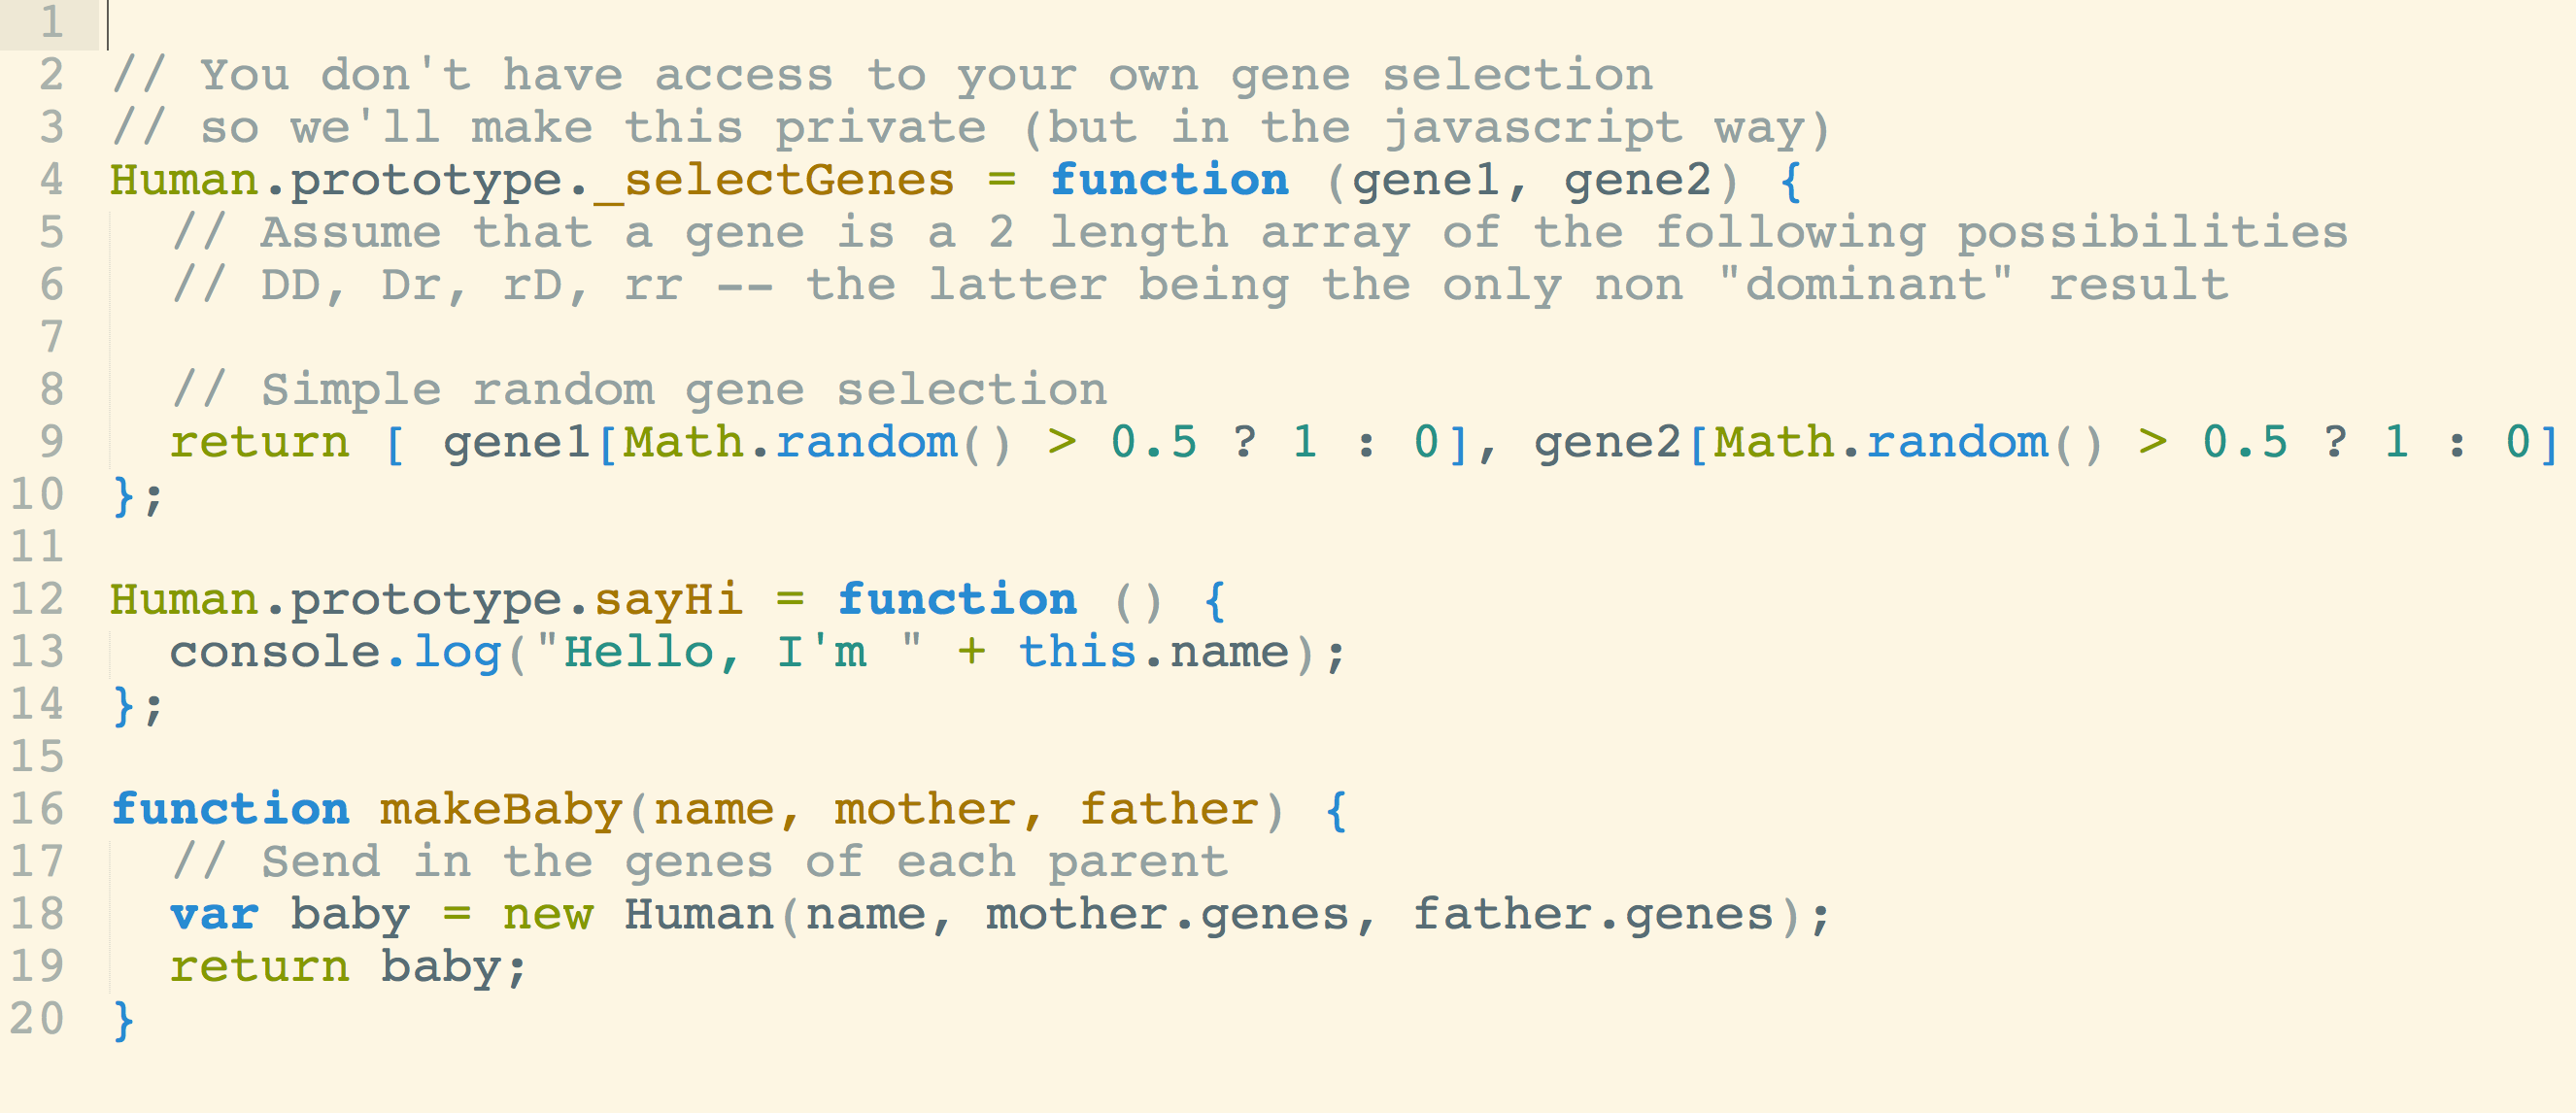 1
2 // You don't have access to your own gene selection
3 // so we'll make this private (but in the javascript way)
4 Human.prototype._selectGenes = function (gene1, gene2) {
5   // Assume that a gene is a 2 length array of the following possibilities
6   // DD, Dr, rD, rr -- the latter being the only non "dominant" result
7
8   // Simple random gene selection
9   return [ gene1[Math.random() > 0.5 ? 1 : 0], gene2[Math.random() > 0.5 ? 1 : 0]
10 };
11
12 Human.prototype.sayHi = function () {
13   console.log("Hello, I'm " + this.name);
14 };
15
16 function makeBaby(name, mother, father) {
17   // Send in the genes of each parent
18   var baby = new Human(name, mother.genes, father.genes);
19   return baby;
20 }